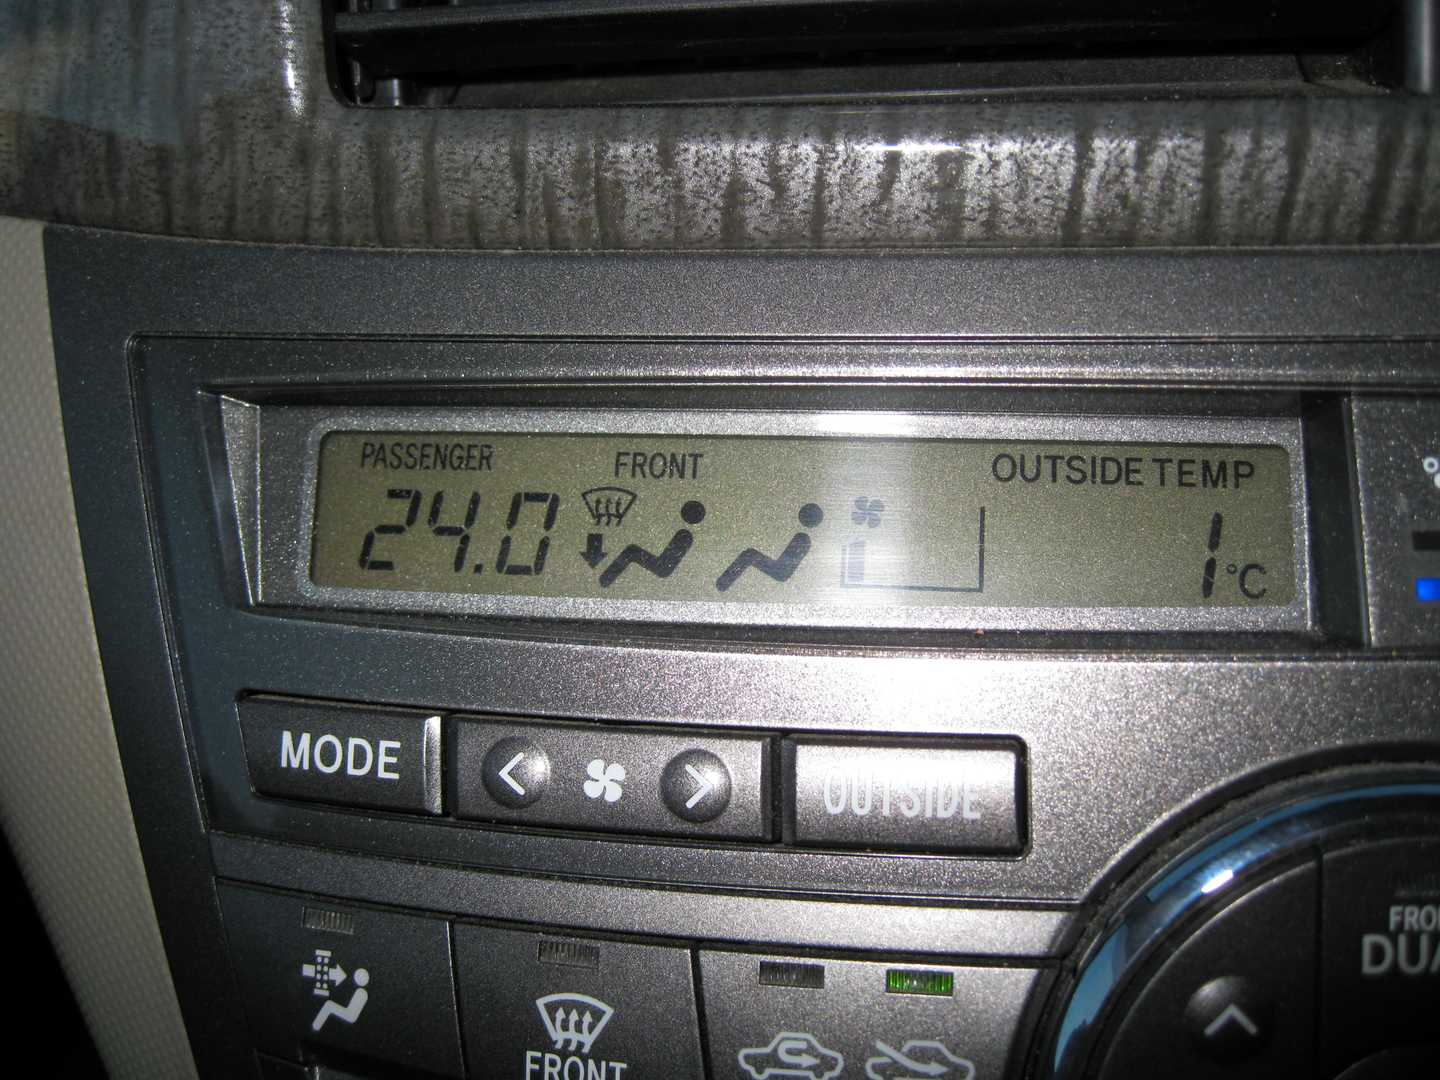 PASSENGER FRONT OUTSIDE TEMP
24.0 1°C
MODE < > OUTSIDE
FRONT